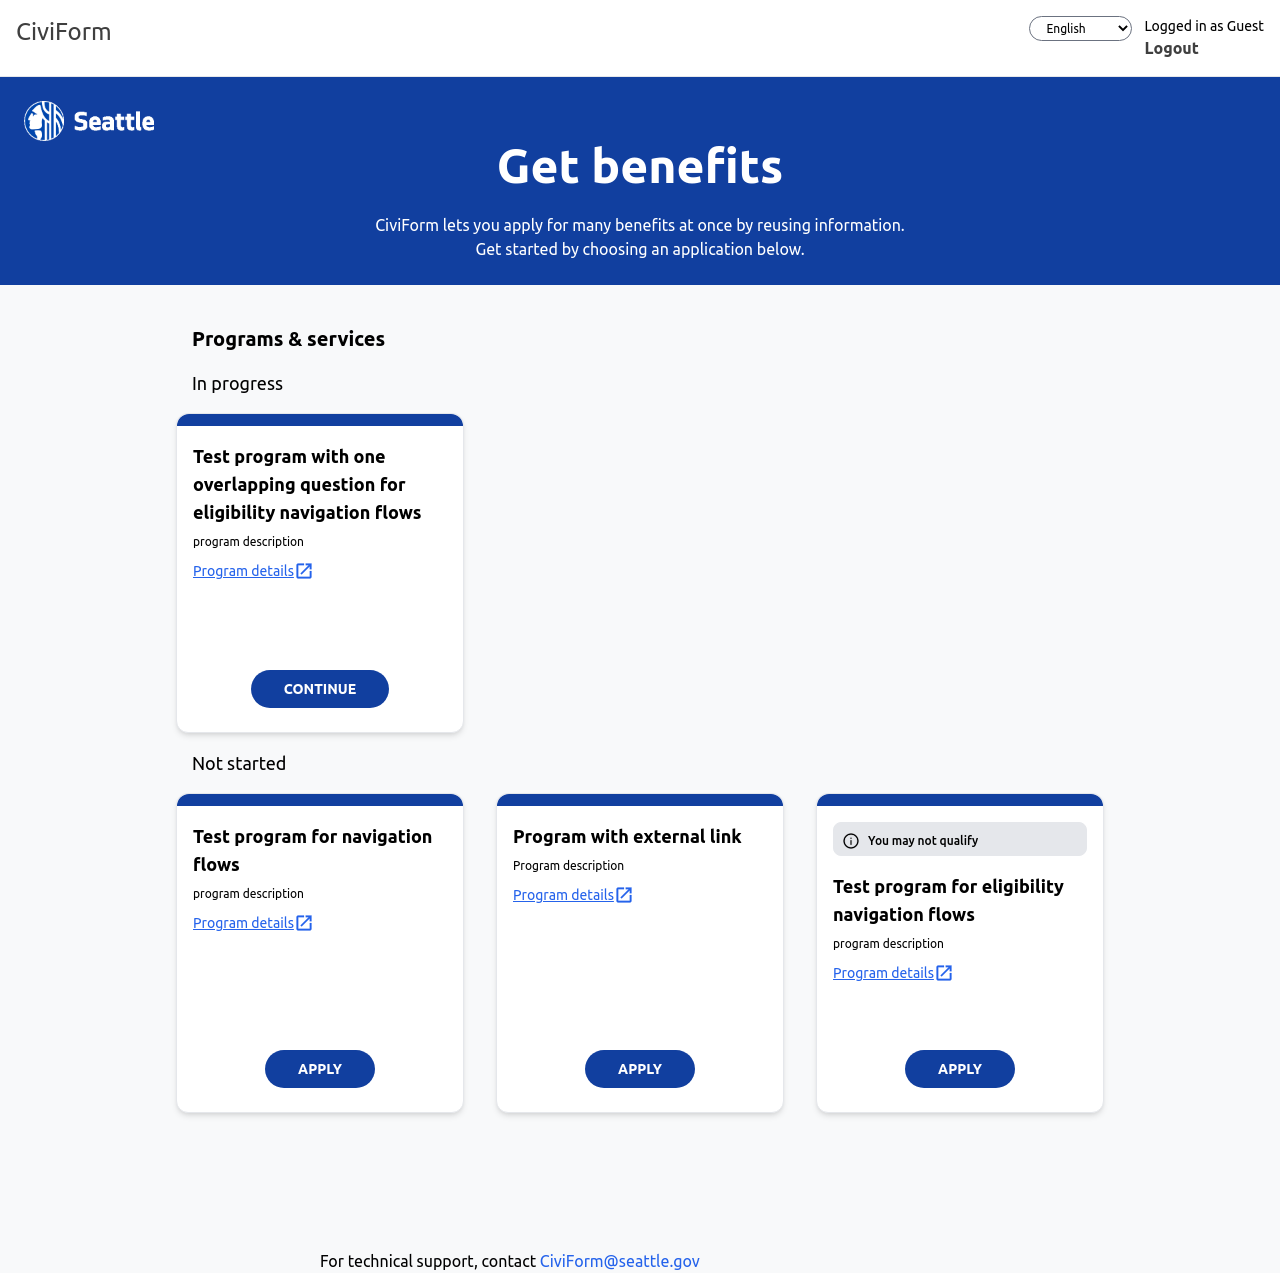 CiviForm
English
Logged in as Guest
Logout
Seattle
Get benefits
CiviForm lets you apply for many benefits at once by reusing information.
Get started by choosing an application below.
Programs & services
In progress
Test program with one
overlapping question for
eligibility navigation flows
program description
Program details
CONTINUE
Not started
Test program for navigation
flows
program description
Program details
APPLY
Program with external link
Program description
Program details
APPLY
You may not qualify
Test program for eligibility
navigation flows
program description
Program details
APPLY
For technical support, contact CiviForm@seattle.gov